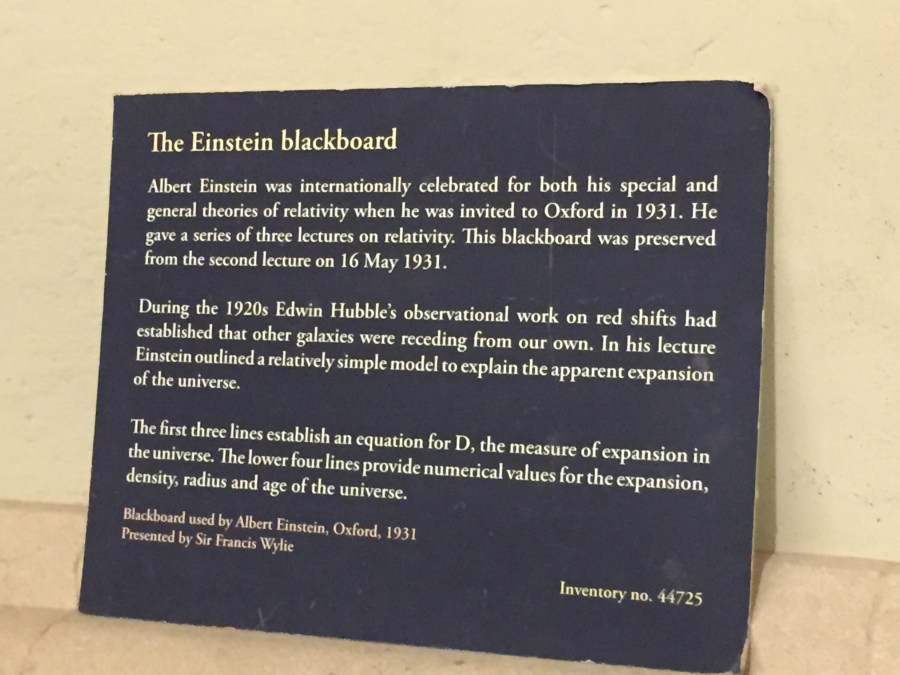 The Einstein blackboard
Albert Einstein was internationally celebrated for both his special and
general theories of relativity when he was invited to Oxford in 1931. He
gave a series of three lectures on relativity. This blackboard was preserved
from the second lecture on 16 May 1931.
During the 1920s Edwin Hubble's observational work on red shifts had
established that other galaxies were receding from our own. In his lecture
Einstein outlined a relatively simple model to explain the apparent expansion
of the universe.
The first three lines establish an equation for D, the measure of expansion in
the universe. The lower four lines provide numerical values for the expansion,
density, radius and age of the universe.
Blackboard used by Albert Einstein, Oxford, 1931
Presented by Sir Francis Wylie
Inventory no. 44725